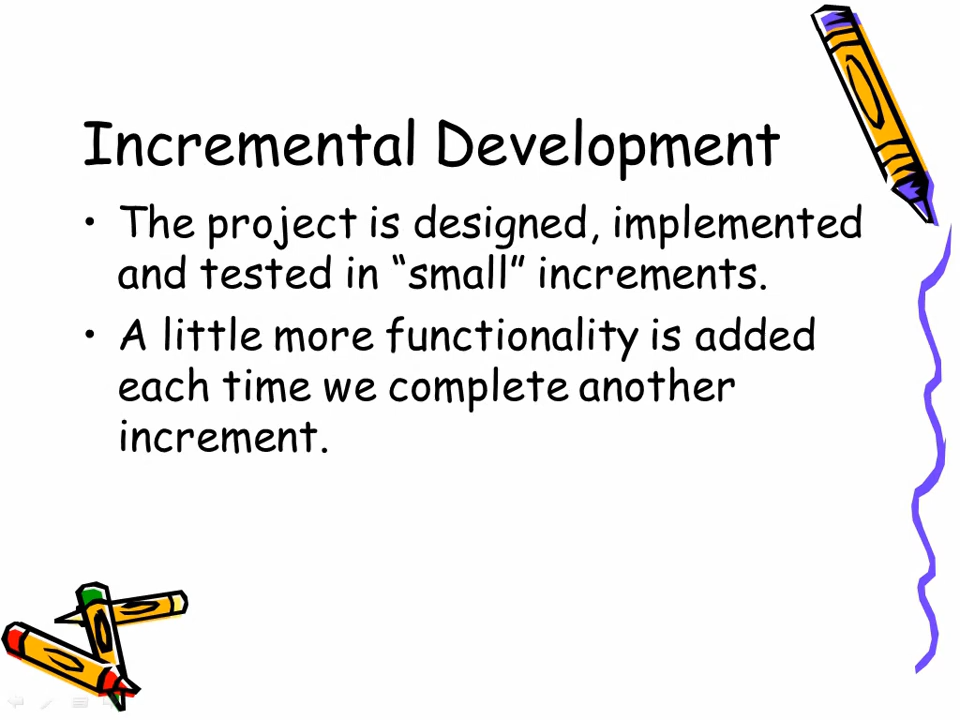 Incremental Development
• The project is designed, implemented
and tested in “small” increments.
• A little more functionality is added
each time we complete another
increment.